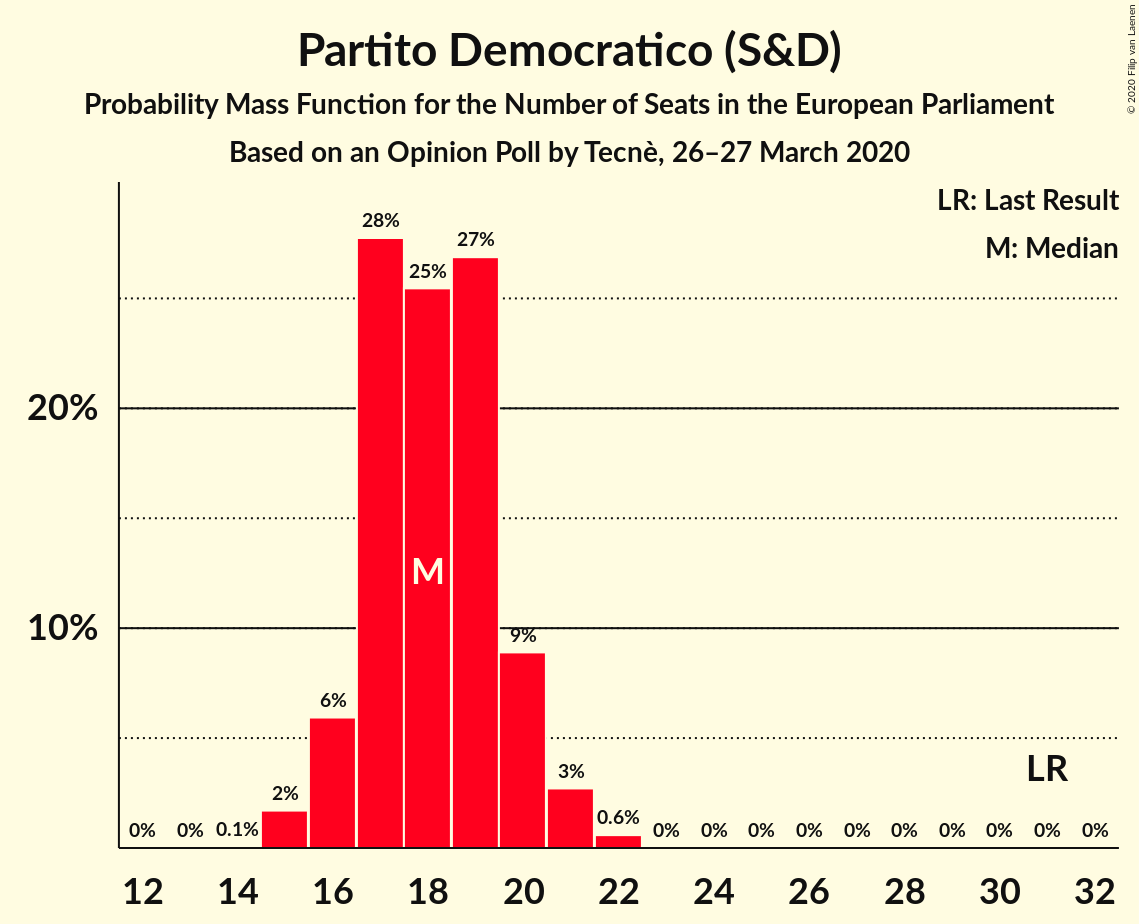 Partito Democratico (S&D)
Probability Mass Function for the Number of Seats in the European Parliament
Based on an Opinion Poll by Tecnè, 26–27 March 2020
© 2020 Filip van Laenen
LR: Last Result
M: Median
20%
10%
0%
0%
0.1%
2%
6%
28%
25%
27%
9%
3%
0.6%
0%
0%
0%
0%
0%
0%
0%
0%
0%
0%
M
LR
12 14 16 18 20 22 24 26 28 30 32